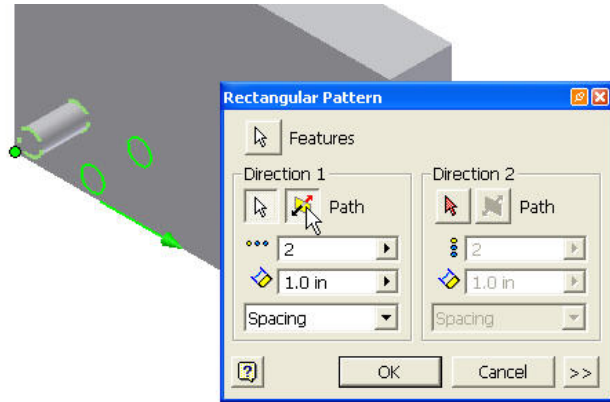 Rectangular Pattern
Features
Direction 1
Direction 2
Path
Path
2
2
1.0 in
1.0 in
Spacing
Spacing
?
OK
Cancel
>>